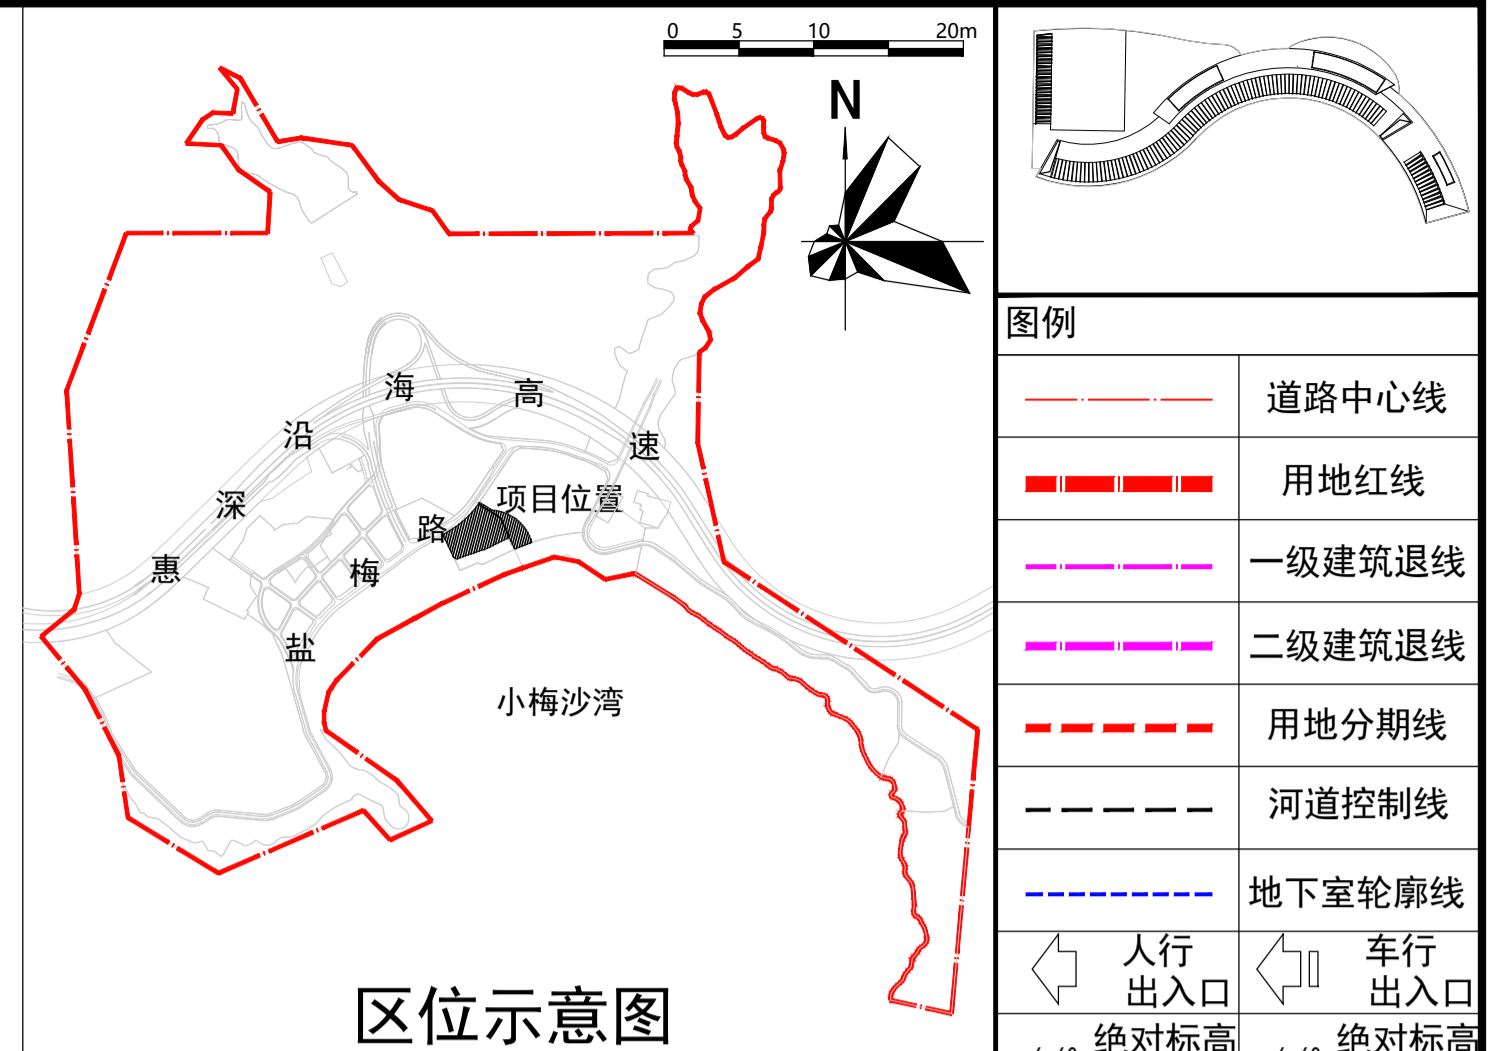 0 5 10 20m
N
惠深沿海高速
项目位置
盐梅路
小梅沙湾
区位示意图
图例
道路中心线
用地红线
一级建筑退线
二级建筑退线
用地分期线
河道控制线
地下室轮廓线
人行
出入口
车行
出入口
绝对标高
绝对标高